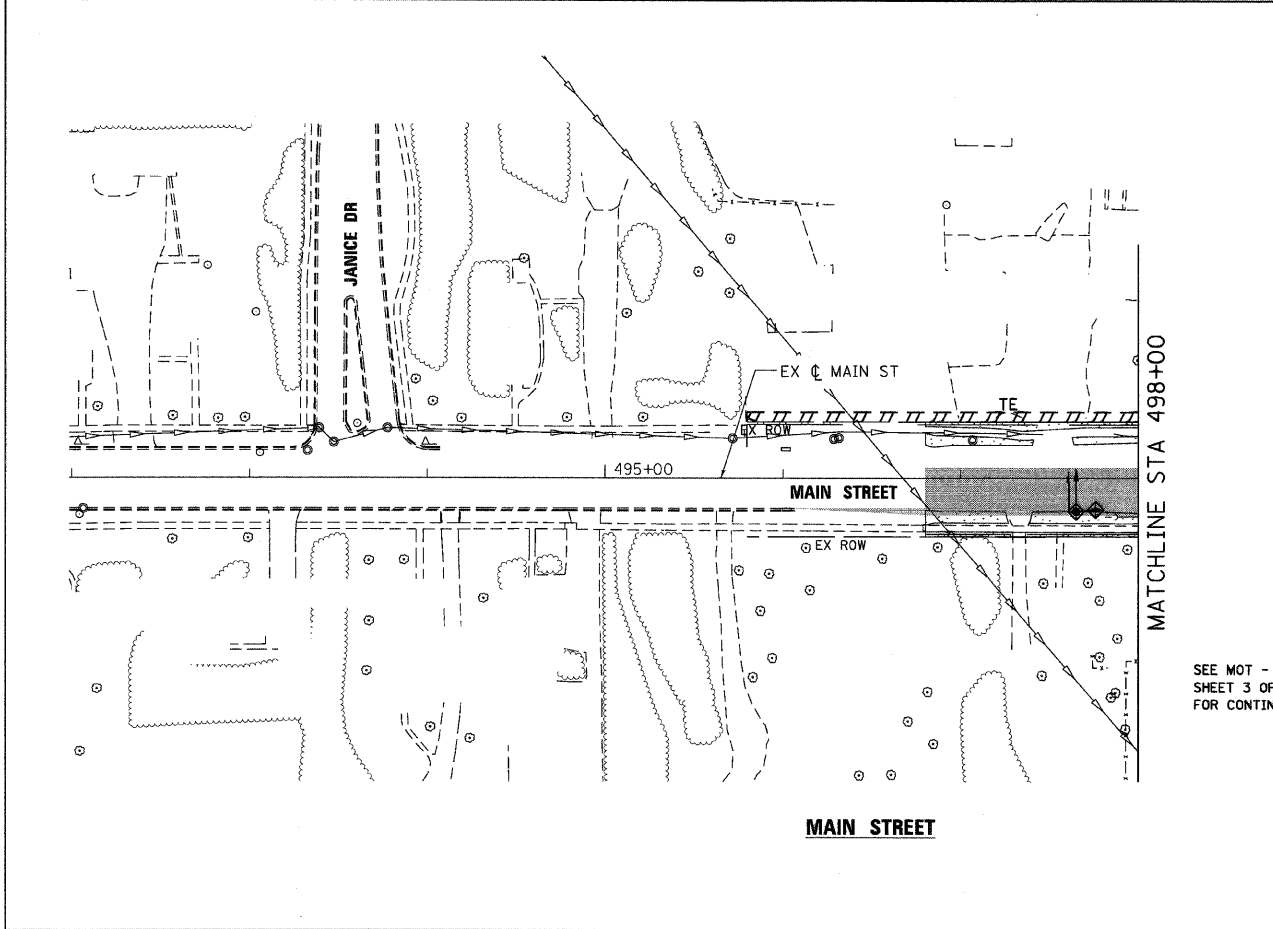 JANICE DR
EX ℄ MAIN ST
TE
EX ROW
495+00
MAIN STREET
EX ROW
MATCHLINE STA 498+00
SEE MOT -
SHEET 3 OF
FOR CONTIN
MAIN STREET